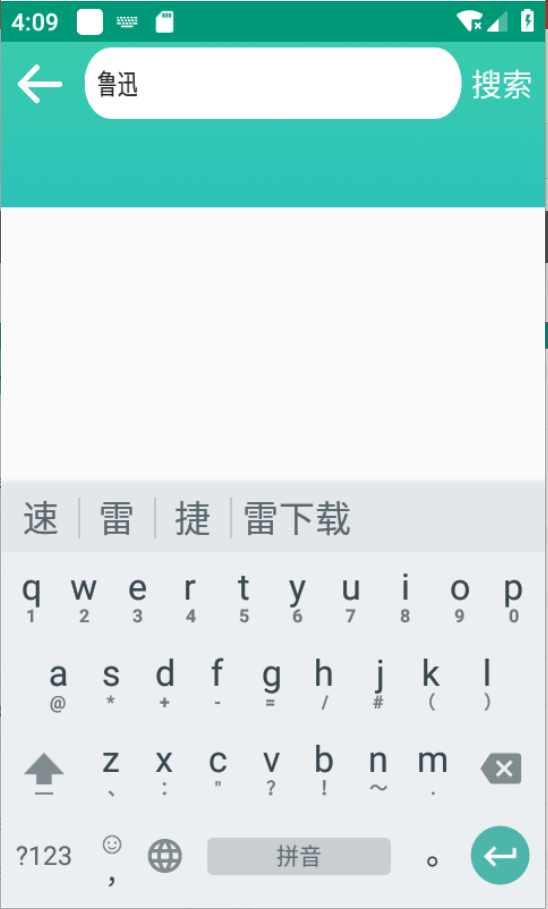 4:09
鲁迅 搜索
速 雷 捷 雷下载
q w e r t y u i o p
1 2 3 4 5 6 7 8 9 0
a s d f g h j k l
@ * + - = / # ( )
z x c v b n m
、 : " ? ! ～ .
?123 , 拼音 。